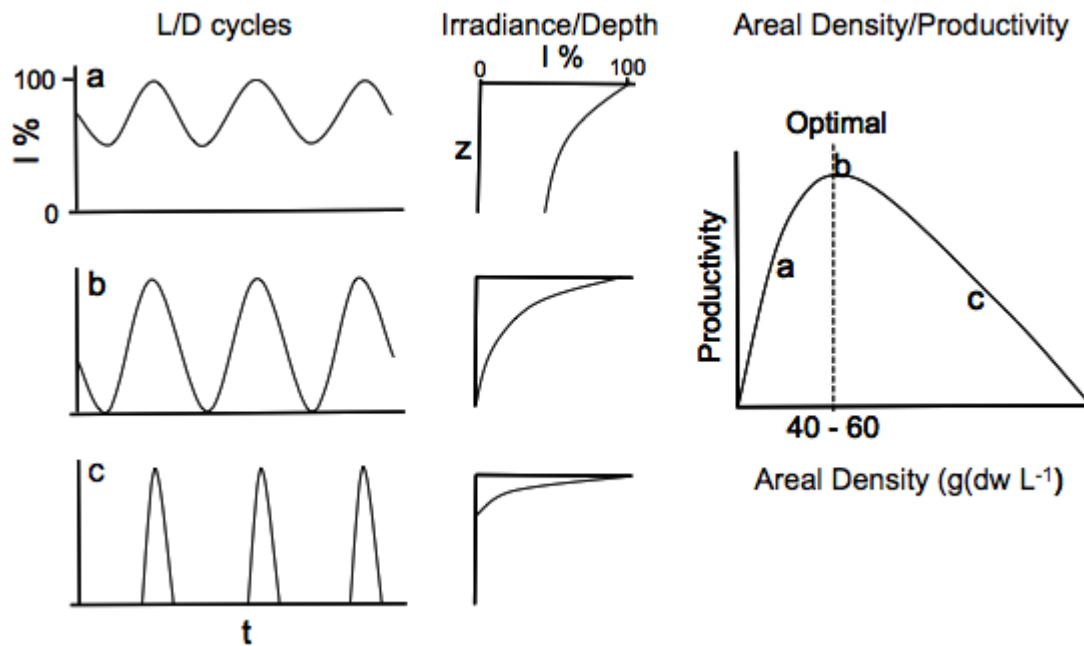 L/D cycles
Irradiance/Depth
Areal Density/Productivity
I %
0
100
100
a
I %
0
z
Optimal
b
a
c
Productivity
40 - 60
Areal Density (g(dw L-1)
b
c
t